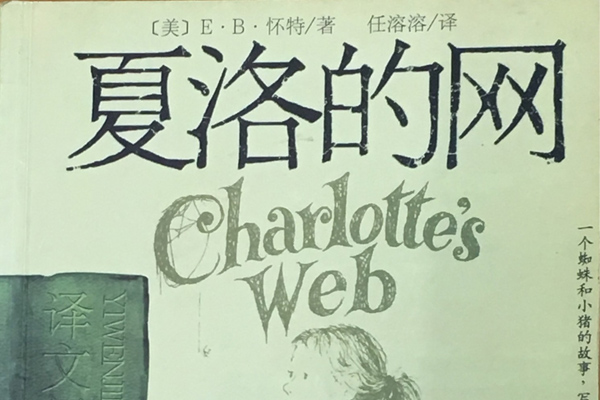 〔美〕E·B·怀特/著 任溶溶/译
夏洛的网
Charlotte's
Web
一个蜘蛛和小猪的故事，写
译文
YIWEN